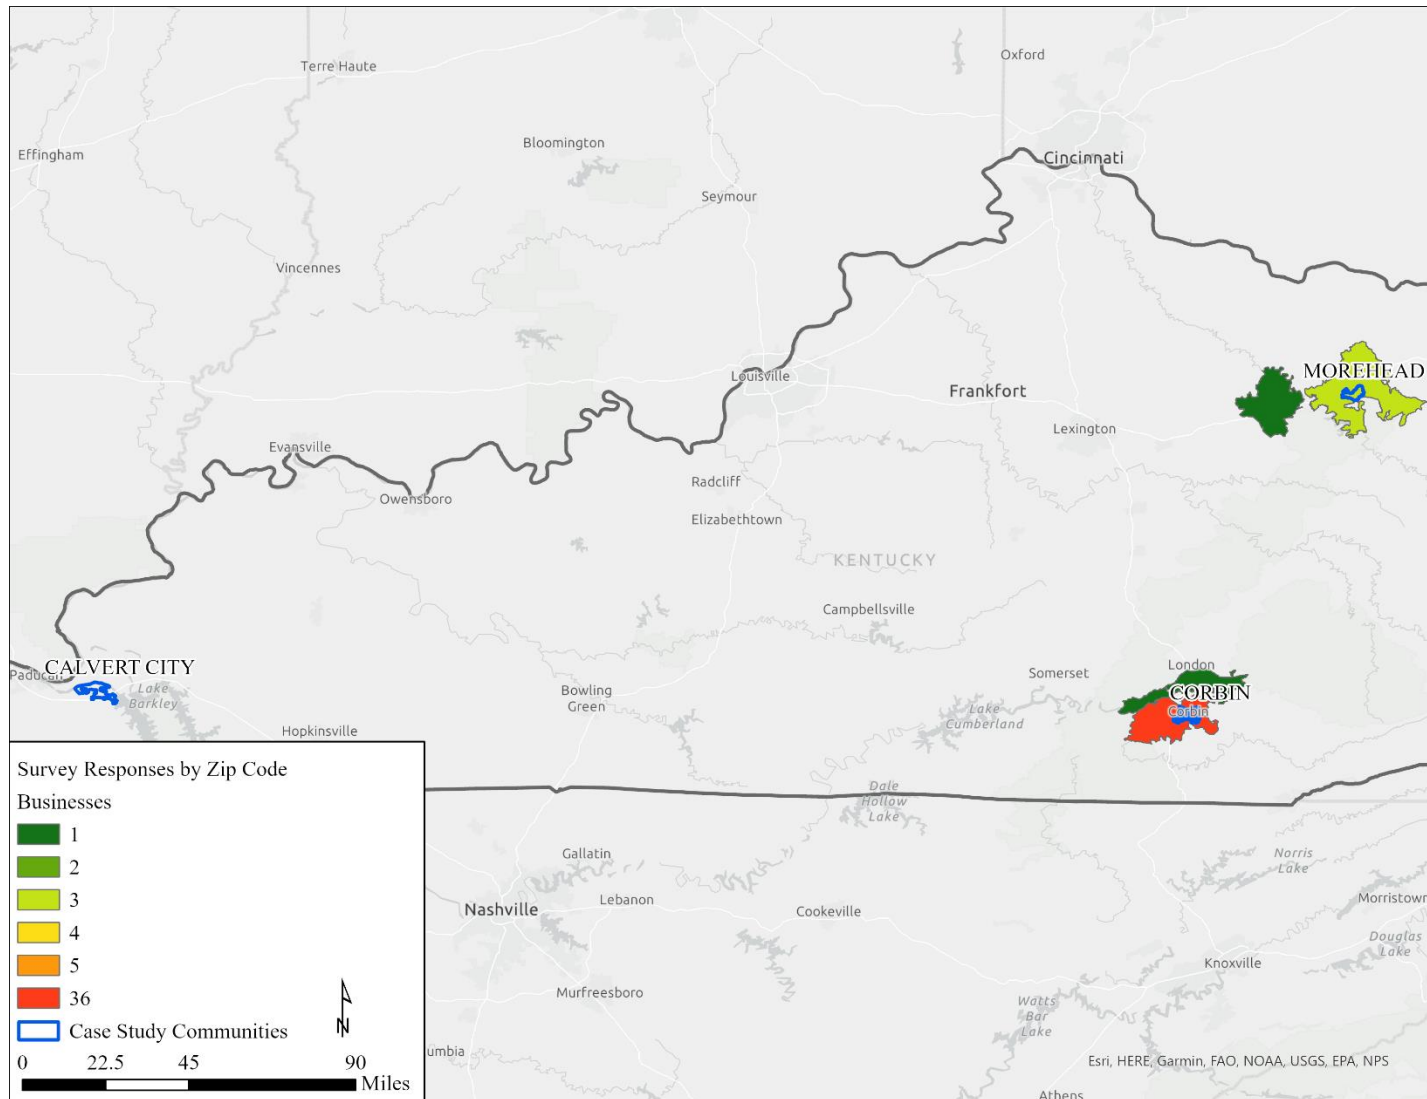 Oxford
Terre Haute
Bloomington
Effingham
Cincinnati
Seymour
Vincennes
MOREHEAD
Louisville
Frankfort
Lexington
Evansville
Radcliff
Owensboro
Elizabethtown
KENTUCKY
Campbellsville
CALVERT CITY
Paducah
Lake
Barkley
Somerset
London
CORBIN
Corbin
Bowling
Green
Lake
Cumberland
Hopkinsville
Dale
Hollow
Lake
Survey Responses by Zip Code
Businesses
1
2
3
4
5
36
Case Study Communities
N
0 22.5 45 90
Miles
Gallatin
Norris
Lake
Lebanon
Nashville
Cookeville
Morristown
Douglas
Lake
Knoxville
Murfreesboro
Watts
Bar
Lake
umbia
Esri, HERE, Garmin, FAO, NOAA, USGS, EPA, NPS
Athens